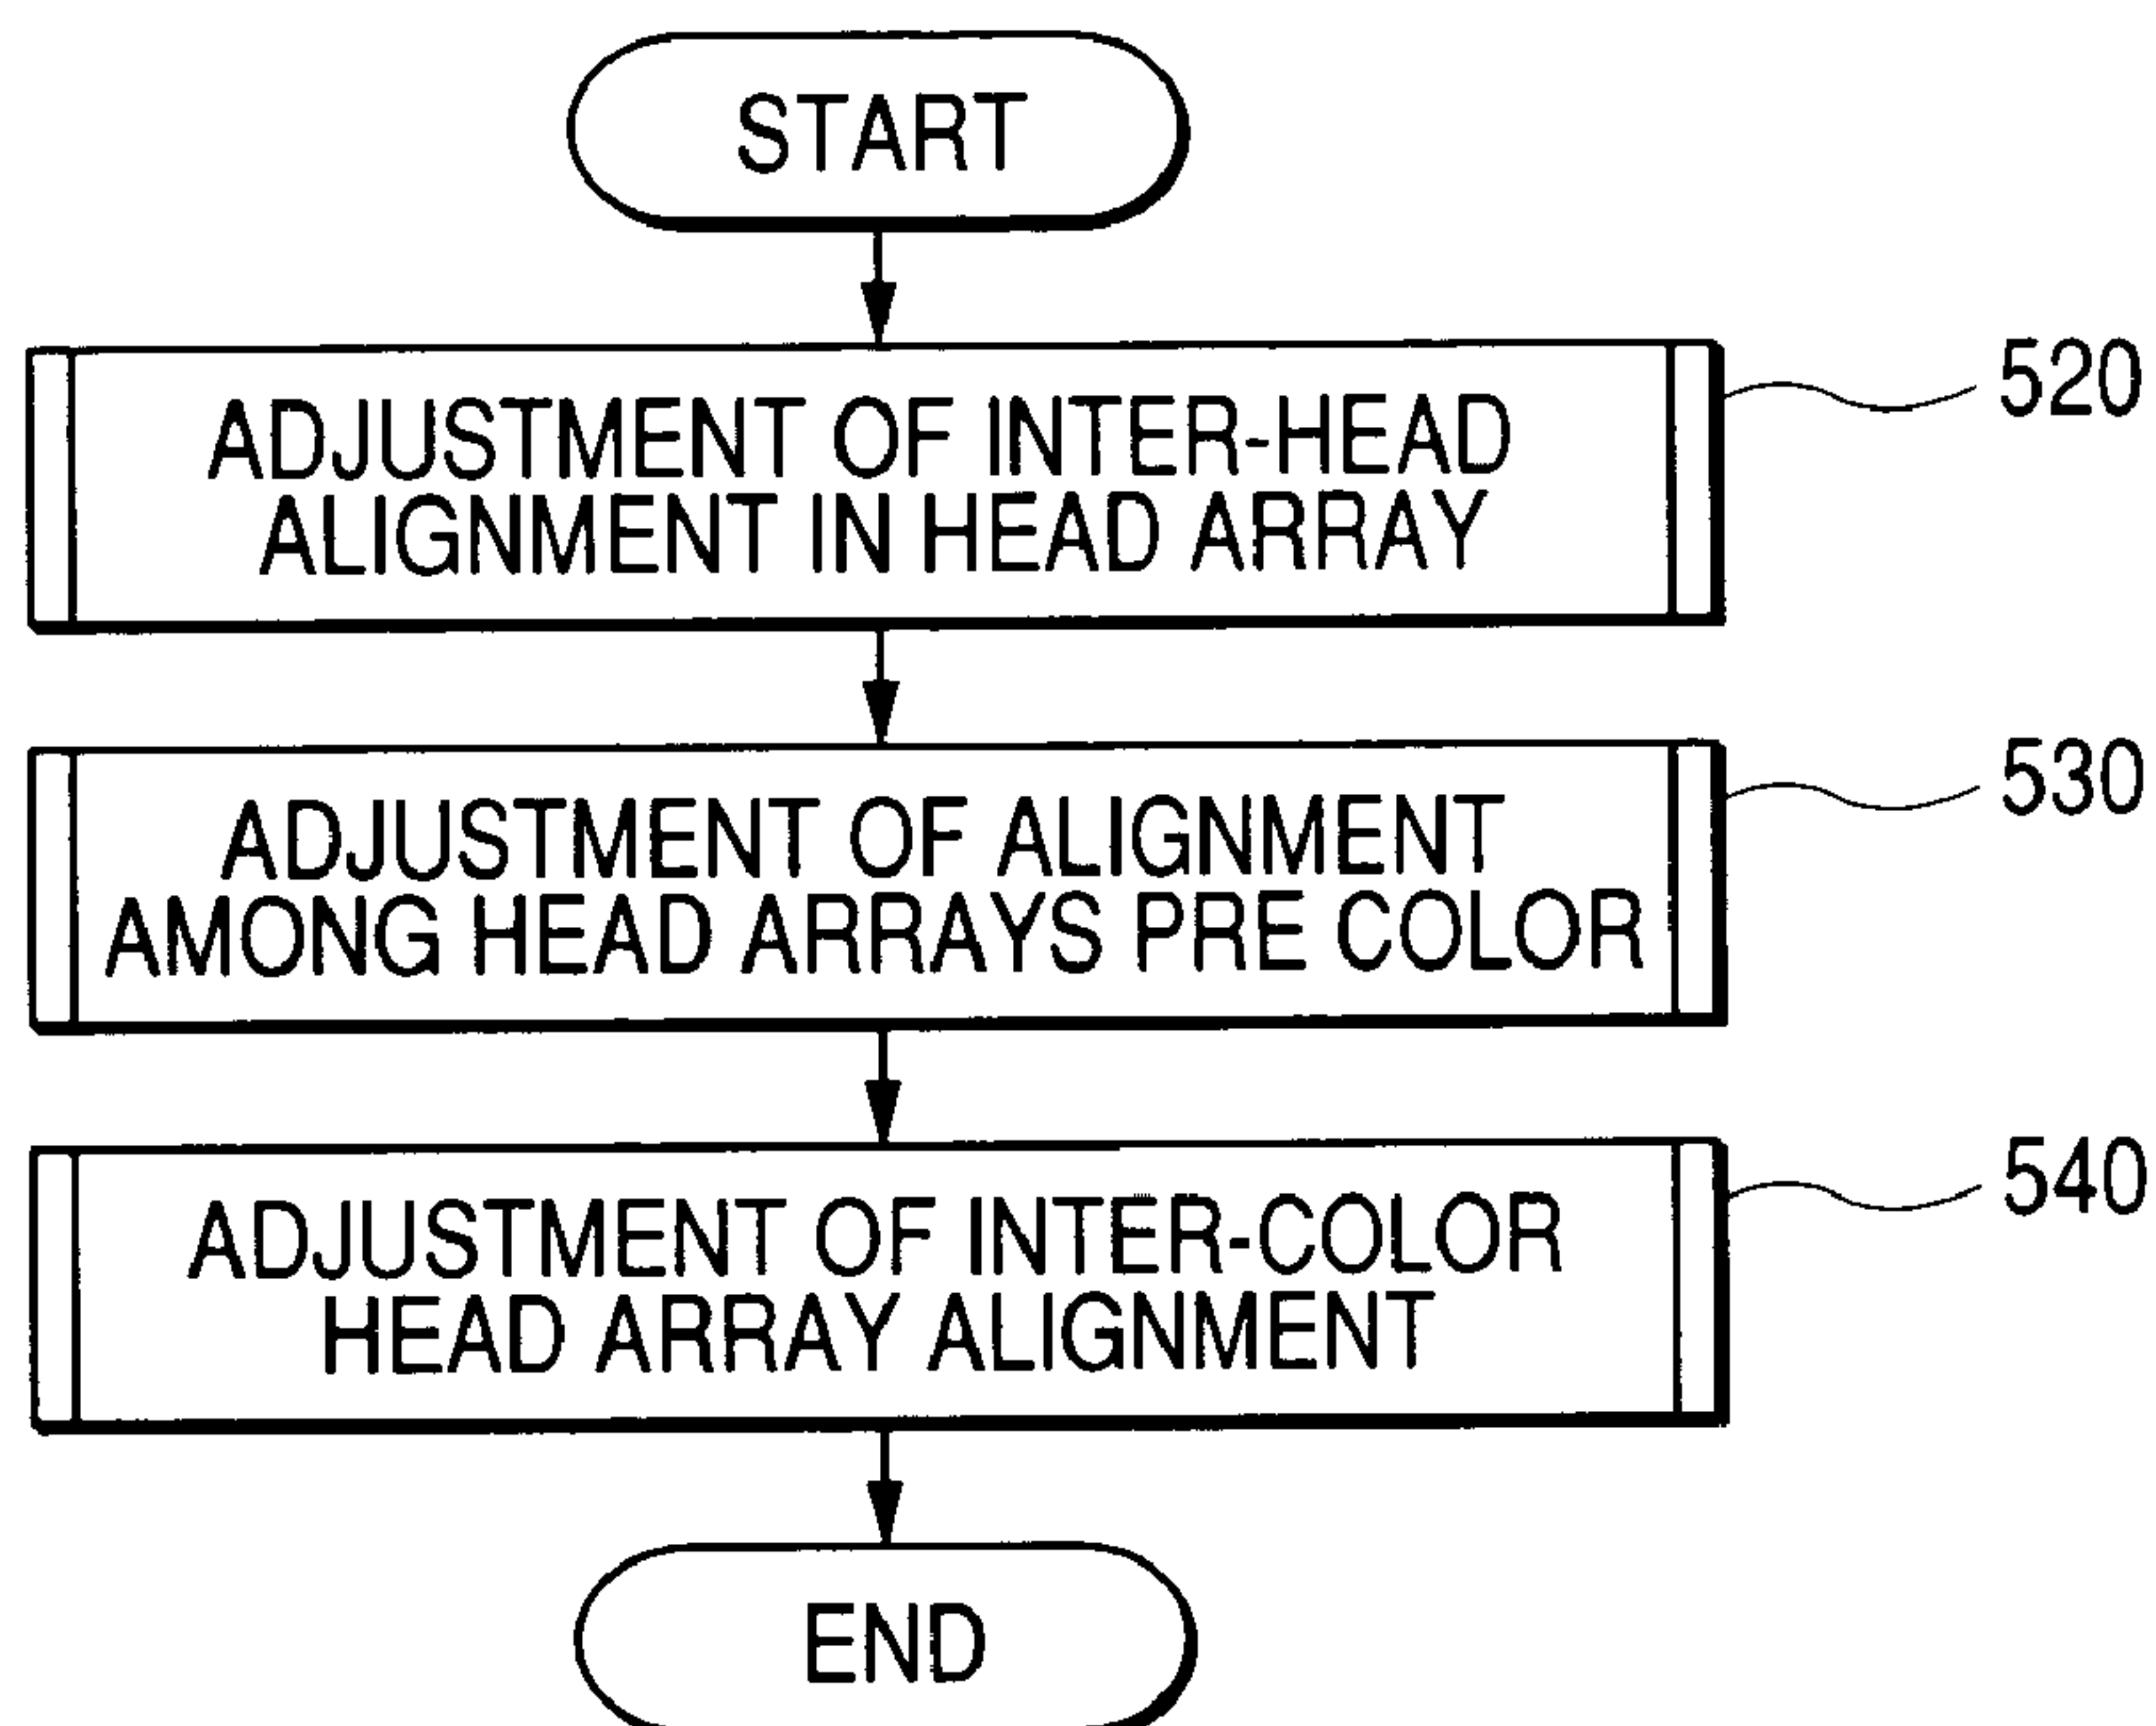 START
ADJUSTMENT OF INTER-HEAD
ALIGNMENT IN HEAD ARRAY
520
ADJUSTMENT OF ALIGNMENT
AMONG HEAD ARRAYS PRE COLOR
530
ADJUSTMENT OF INTER-COLOR
HEAD ARRAY ALIGNMENT
540
END